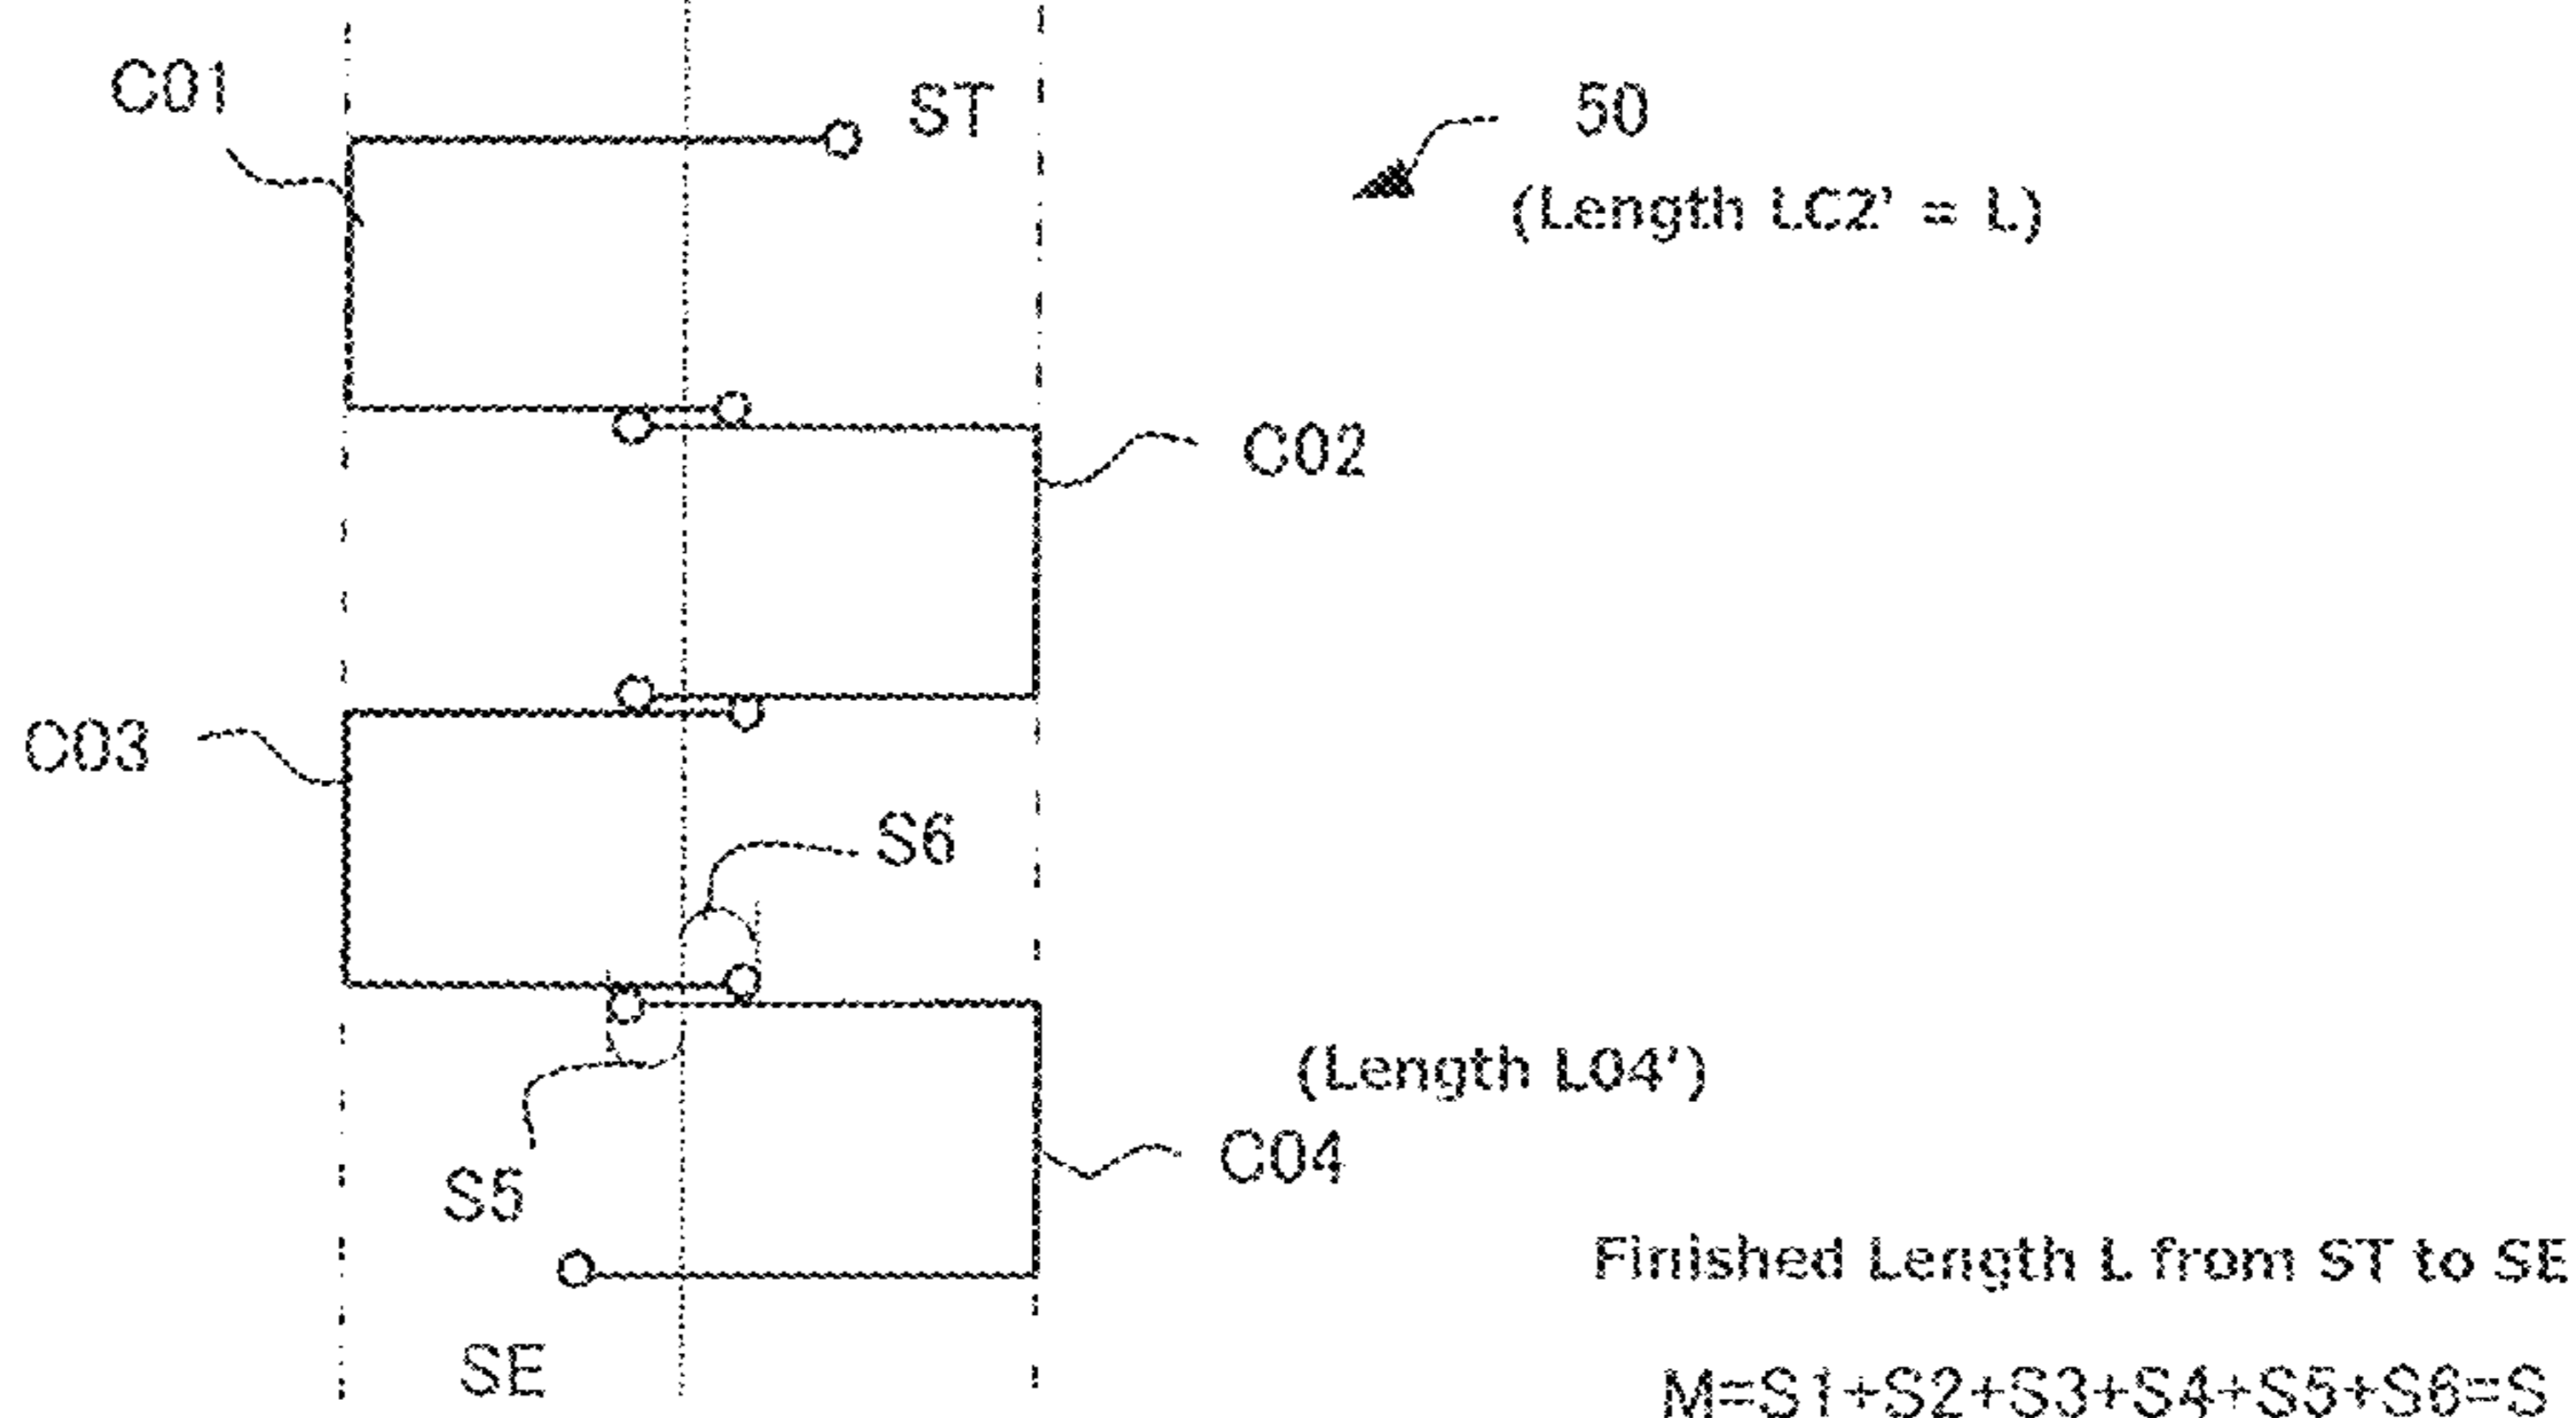 C01
ST
50
(Length LC2' = L)
C02
C03
S6
(Length L04')
C04
S5
Finished Length L from ST to SE
SE
M=S1+S2+S3+S4+S5+S6=S